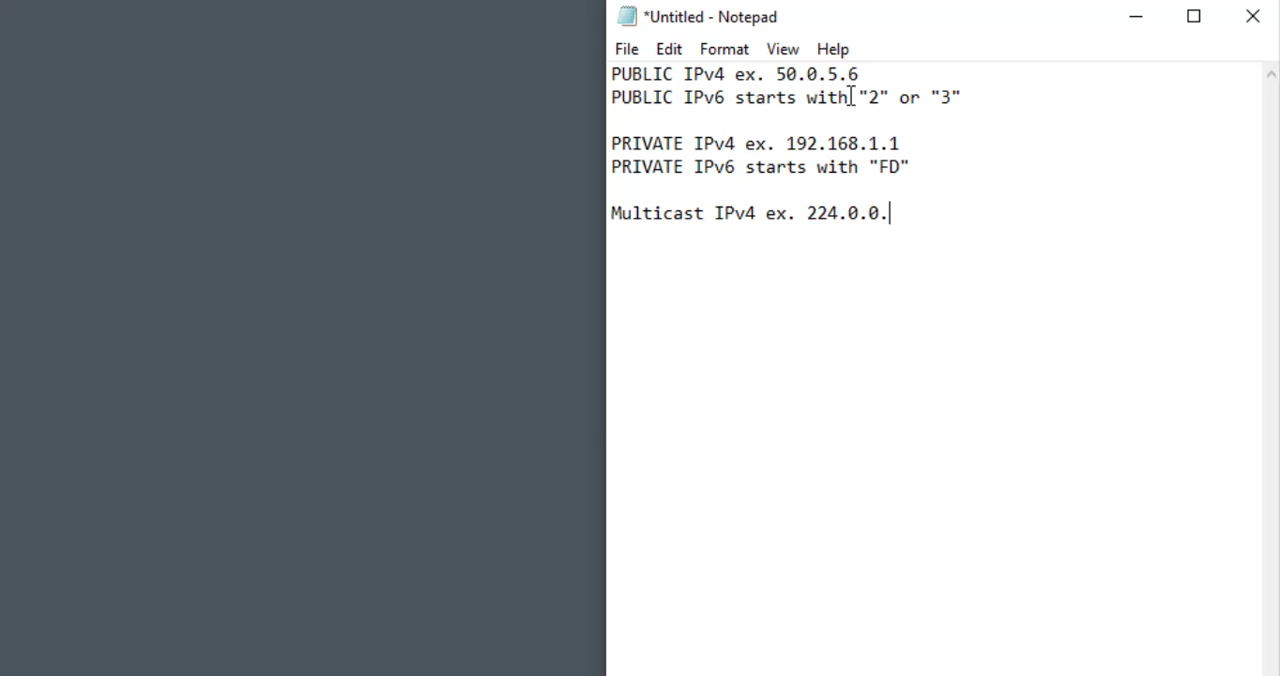 *Untitled - Notepad
File Edit Format View Help
PUBLIC IPv4 ex. 50.0.5.6
PUBLIC IPv6 starts with "2" or "3"
PRIVATE IPv4 ex. 192.168.1.1
PRIVATE IPv6 starts with "FD"
Multicast IPv4 ex. 224.0.0.